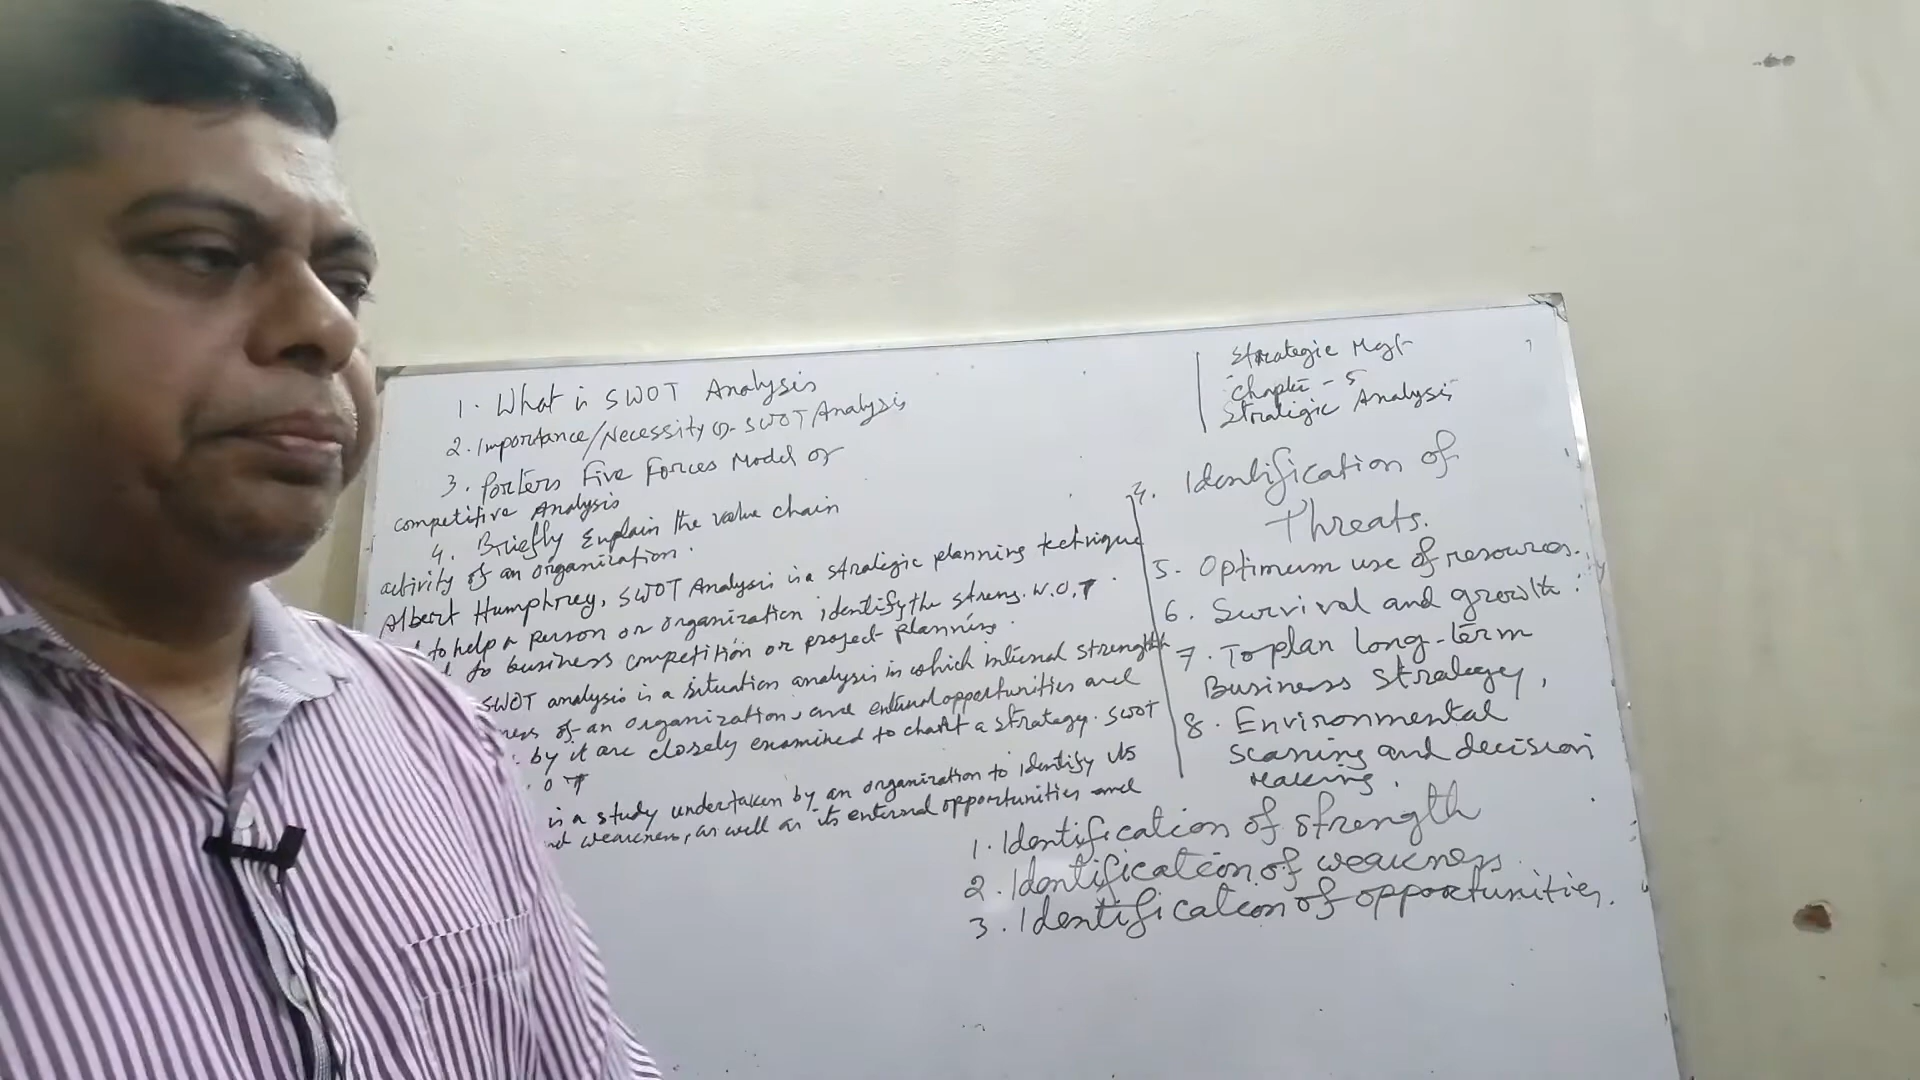 1. What is SWOT Analysis
2. Importance/Necessity of SWOT Analysis
3. Porters Five Forces Model of
competitive Analysis
4. Briefly Explain the value chain
activity of an organization.
Albert Humphrey, SWOT Analysis is a strategic planning technique
to help a person or organization identify the streng. W.O.T
to business competition or project planning.
SWOT analysis is a situation analysis in which internal strength
of an organization, and external opportunities and
by it are closely examined to chart a strategy. SWOT
O T
is a study undertaken by an organization to identify its
weakness, as well as its external opportunities and
Strategic Mgt
chapter - 5
Strategic Analysis
4. Identification of
Threats.
5. Optimum use of resources.
6. Survival and growth.
7. To plan long-term
Business Strategy,
8. Environmental
scaning and decision
making.
1. Identification of strength
2. Identification of weakness
3. Identification of opportunities.